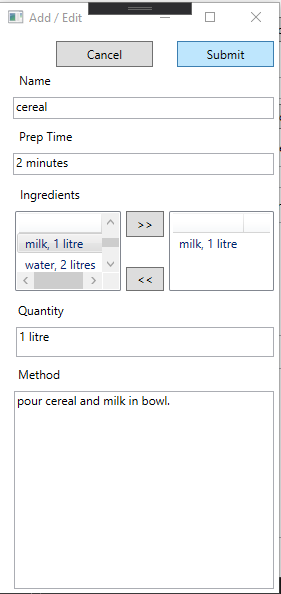 Add / Edit
Cancel
Submit
Name
cereal
Prep Time
2 minutes
Ingredients
milk, 1 litre
water, 2 litres
>>
<<
milk, 1 litre
Quantity
1 litre
Method
pour cereal and milk in bowl.